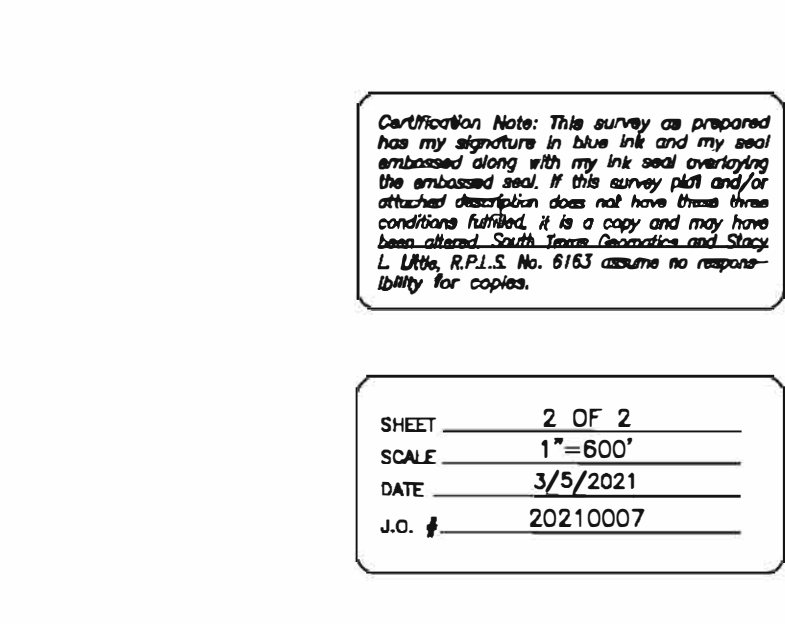 Certification Note: This survey as prepared
has my signature in blue ink and my seal
embossed along with my ink seal overlaying
the embossed seal. If this survey plat and/or
attached description does not have these three
conditions fulfilled, it is a copy and may have
been altered. South Texas Geomatics and Stacy
L. Little, R.P.L.S. No. 6163 assume no respons-
ibility for copies.
SHEET 2 OF 2
SCALE 1"=600'
DATE 3/5/2021
J.O. # 20210007